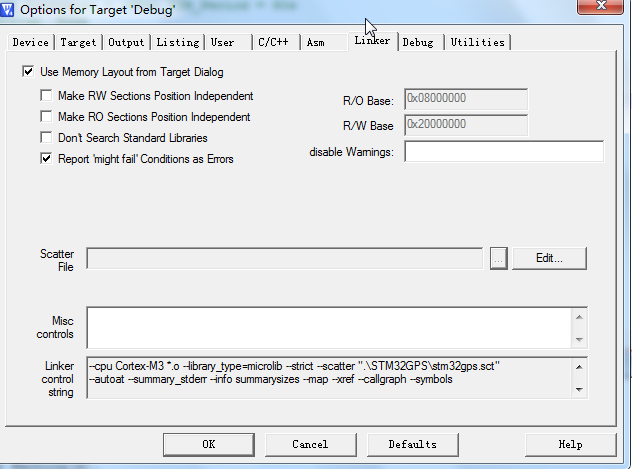 Options for Target 'Debug'
Device Target Output Listing User C/C++ Asm Linker Debug Utilities
Use Memory Layout from Target Dialog
Make RW Sections Position Independent
Make RO Sections Position Independent
Don't Search Standard Libraries
Report 'might fail' Conditions as Errors
R/O Base: 0x08000000
R/W Base 0x20000000
disable Warnings:
Scatter
File
...
Edit...
Misc
controls
Linker
control
string
--cpu Cortex-M3 *.o --library_type=microlib --strict --scatter ".\STM32GPS\stm32gps.sct"
--autoat --summary_stderr --info summarysizes --map --xref --callgraph --symbols
OK Cancel Defaults Help